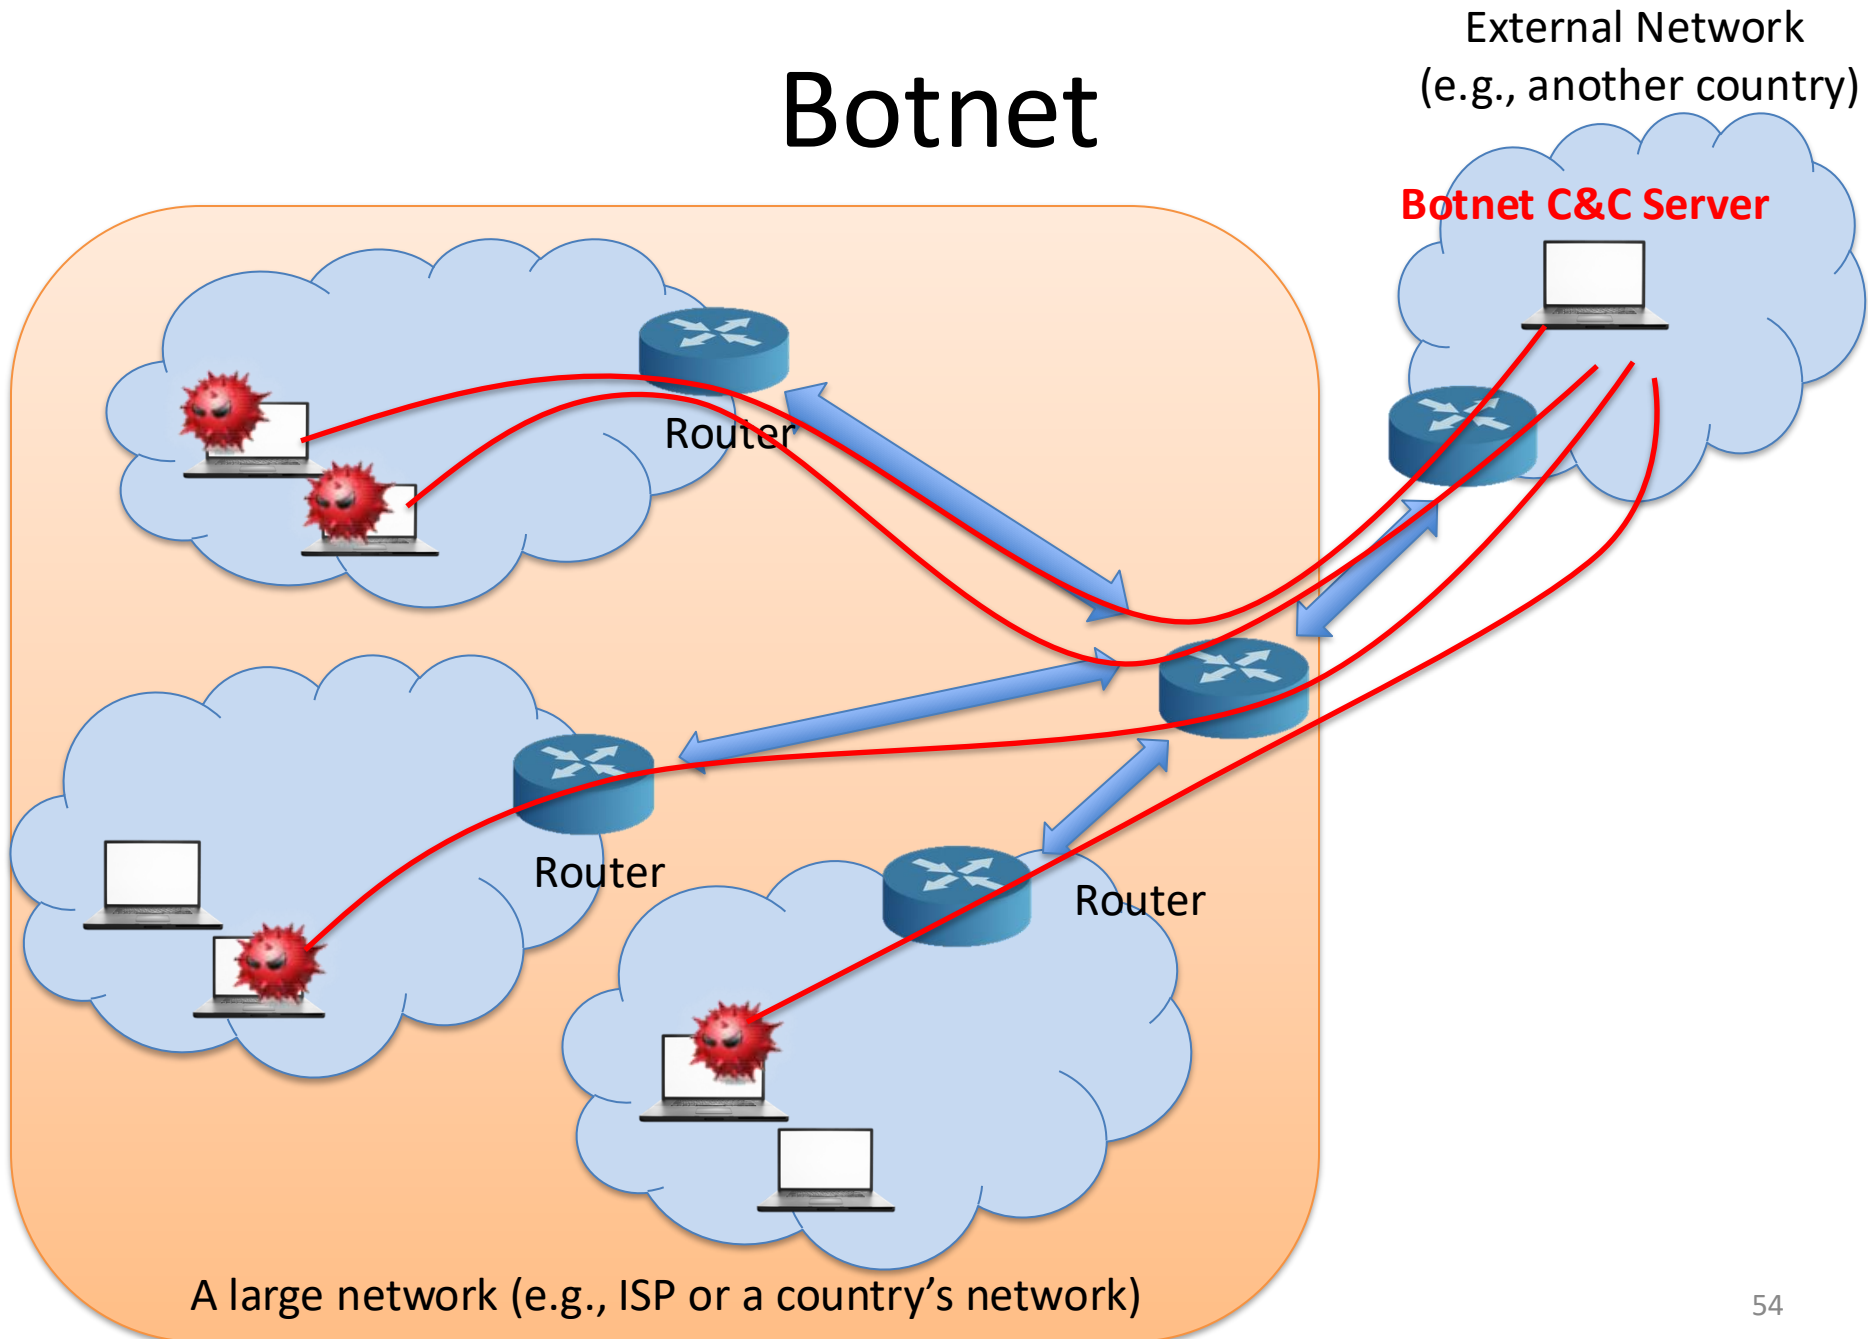 External Network
(e.g., another country)
Botnet
Botnet C&C Server
Router
Router
Router
A large network (e.g., ISP or a country’s network)
54